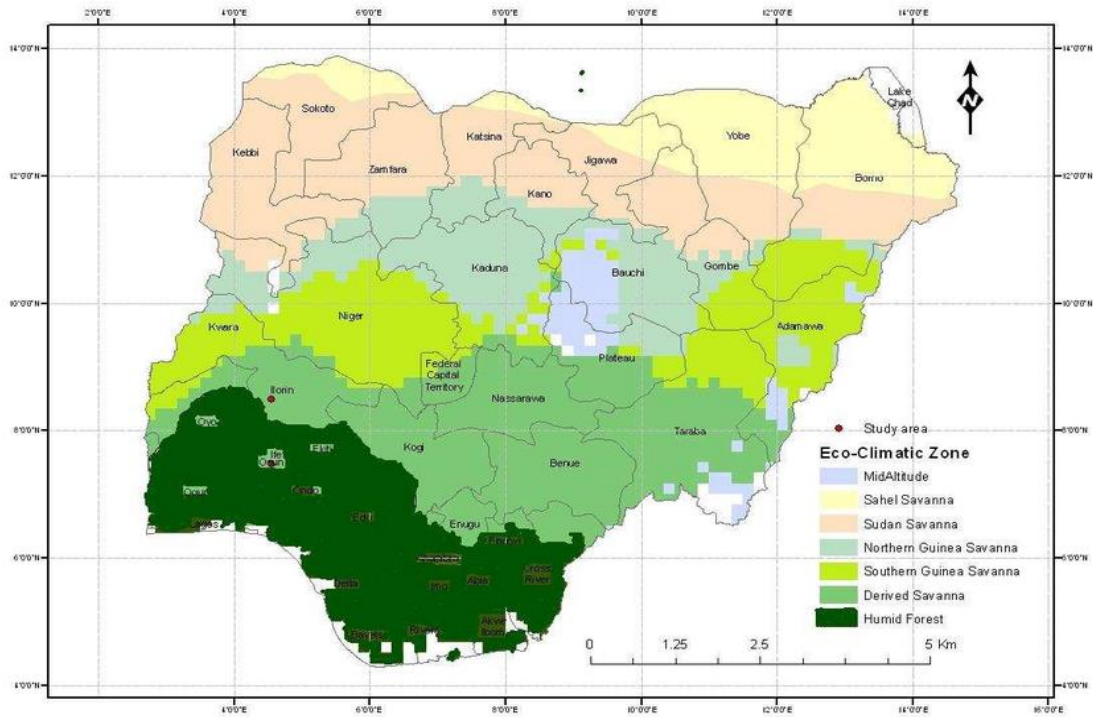 2°0'0"E 4°0'0"E 6°0'0"E 8°0'0"E 10°0'0"E 12°0'0"E 14°0'0"E
14°0'0"N 14°0'0"N
Lake
Chad
Sokoto
Katsina
Yobe
Kebbi
Zamfara
Jigawa
12°0'0"N 12°0'0"N
Kano
Borno
Kaduna
Bauchi
Gombe
10°0'0"N 10°0'0"N
Niger
Kwara
Adamawa
Federal
Capital
Territory
Plateau
Ilorin
Nassarawa
Oyo
8°0'0"N 8°0'0"N
Taraba
Ekiti
Kogi
Ife
Osun
Benue
Ogun
Ondo
Edo
Lagos
Enugu
Ebonyi
6°0'0"N 6°0'0"N
Cross
River
Delta
Imo
Abia
Akwa
Ibom
Bayelsa
Rivers
4°0'0"N 4°0'0"N
N
Study area
Eco-Climatic Zone
MidAltitude
Sahel Savanna
Sudan Savanna
Northern Guinea Savanna
Southern Guinea Savanna
Derived Savanna
Humid Forest
0 1.25 2.5 5 Km
2°0'0"E 4°0'0"E 6°0'0"E 8°0'0"E 10°0'0"E 12°0'0"E 14°0'0"E 16°0'0"E